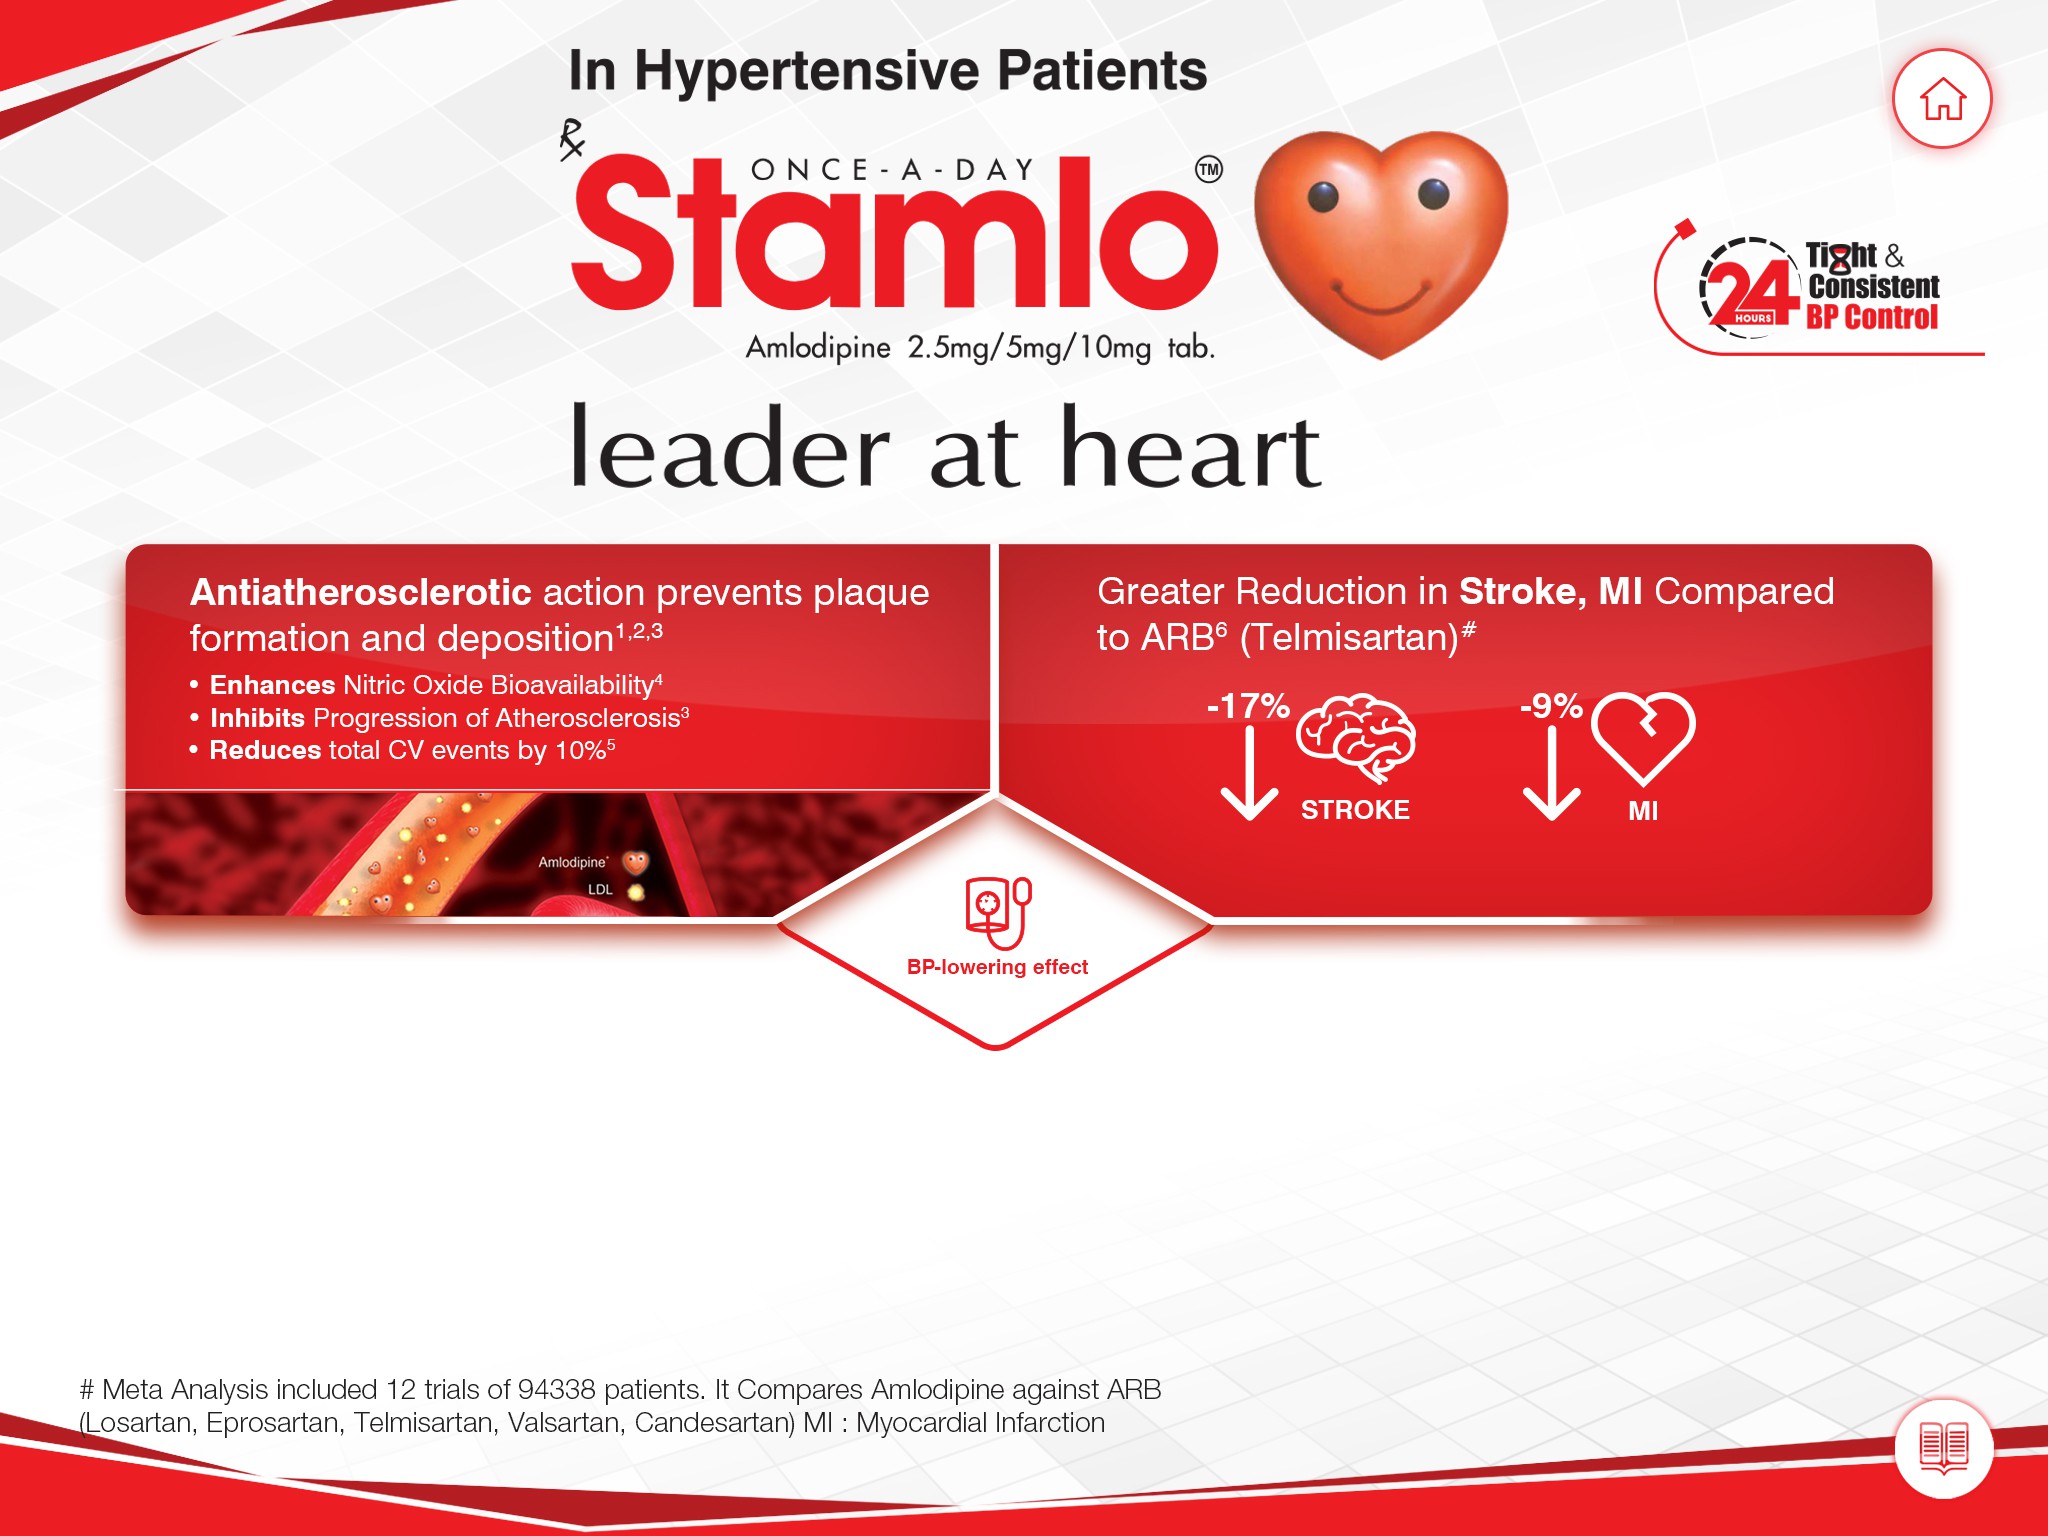 In Hypertensive Patients
℞
ONCE-A-DAY
Stamlo™
Amlodipine 2.5mg/5mg/10mg tab.
leader at heart
24 HOURS
Tight &
Consistent
BP Control
Antiatherosclerotic action prevents plaque
formation and deposition¹,²,³
• Enhances Nitric Oxide Bioavailability⁴
• Inhibits Progression of Atherosclerosis³
• Reduces total CV events by 10%⁵
Amlodipine*
LDL
Greater Reduction in Stroke, MI Compared
to ARB⁶ (Telmisartan)#
-17%
STROKE
-9%
MI
BP-lowering effect
# Meta Analysis included 12 trials of 94338 patients. It Compares Amlodipine against ARB
(Losartan, Eprosartan, Telmisartan, Valsartan, Candesartan) MI : Myocardial Infarction